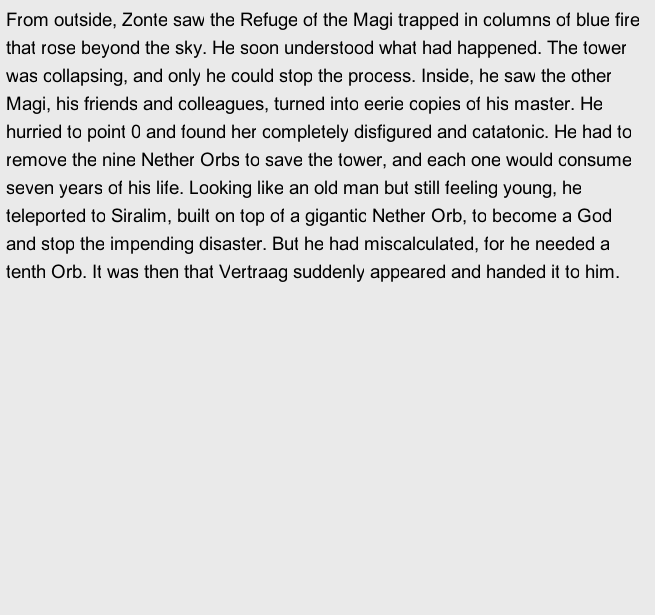 From outside, Zonte saw the Refuge of the Magi trapped in columns of blue fire
that rose beyond the sky. He soon understood what had happened. The tower
was collapsing, and only he could stop the process. Inside, he saw the other
Magi, his friends and colleagues, turned into eerie copies of his master. He
hurried to point 0 and found her completely disfigured and catatonic. He had to
remove the nine Nether Orbs to save the tower, and each one would consume
seven years of his life. Looking like an old man but still feeling young, he
teleported to Siralim, built on top of a gigantic Nether Orb, to become a God
and stop the impending disaster. But he had miscalculated, for he needed a
tenth Orb. It was then that Vertraag suddenly appeared and handed it to him.